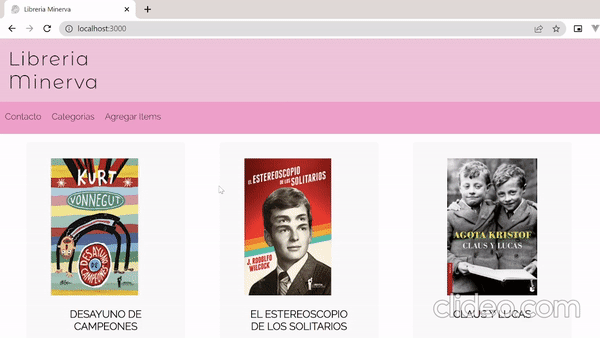 Libreria Minerva
localhost:3000
Libreria
Minerva
Contacto Categorias Agregar Items
KURT
VONNEGUT
DESAYUNO
DE
CAMPEONES
EL ESTEREOSCOPIO
DE LOS SOLITARIOS
J. RODOLFO
WILCOCK
AGOTA KRISTOF
CLAUS Y LUCAS
DESAYUNO DE
CAMPEONES
EL ESTEREOSCOPIO
DE LOS SOLITARIOS
CLAUS Y LUCAS
clideo.com